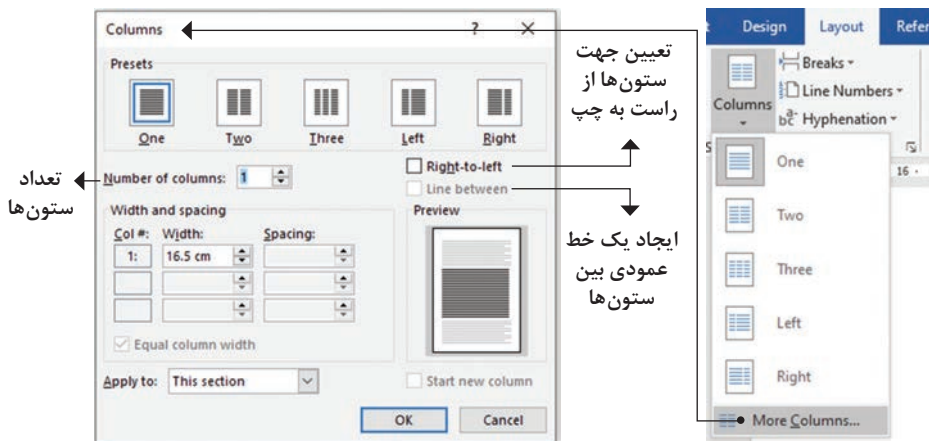 Columns ? ×
Presets
One Two Three Left Right
Number of columns: 1
Right-to-left
Line between
Width and spacing
Col #: Width: Spacing:
1: 16.5 cm
Equal column width
Preview
Apply to: This section
Start new column
OK Cancel
تعداد
ستون‌ها
تعیین جهت
ستون‌ها از
راست به چپ
ایجاد یک خط
عمودی بین
ستون‌ها
Design Layout Refer
Breaks
Line Numbers
Columns
Hyphenation
16
One
Two
Three
Left
Right
More Columns...